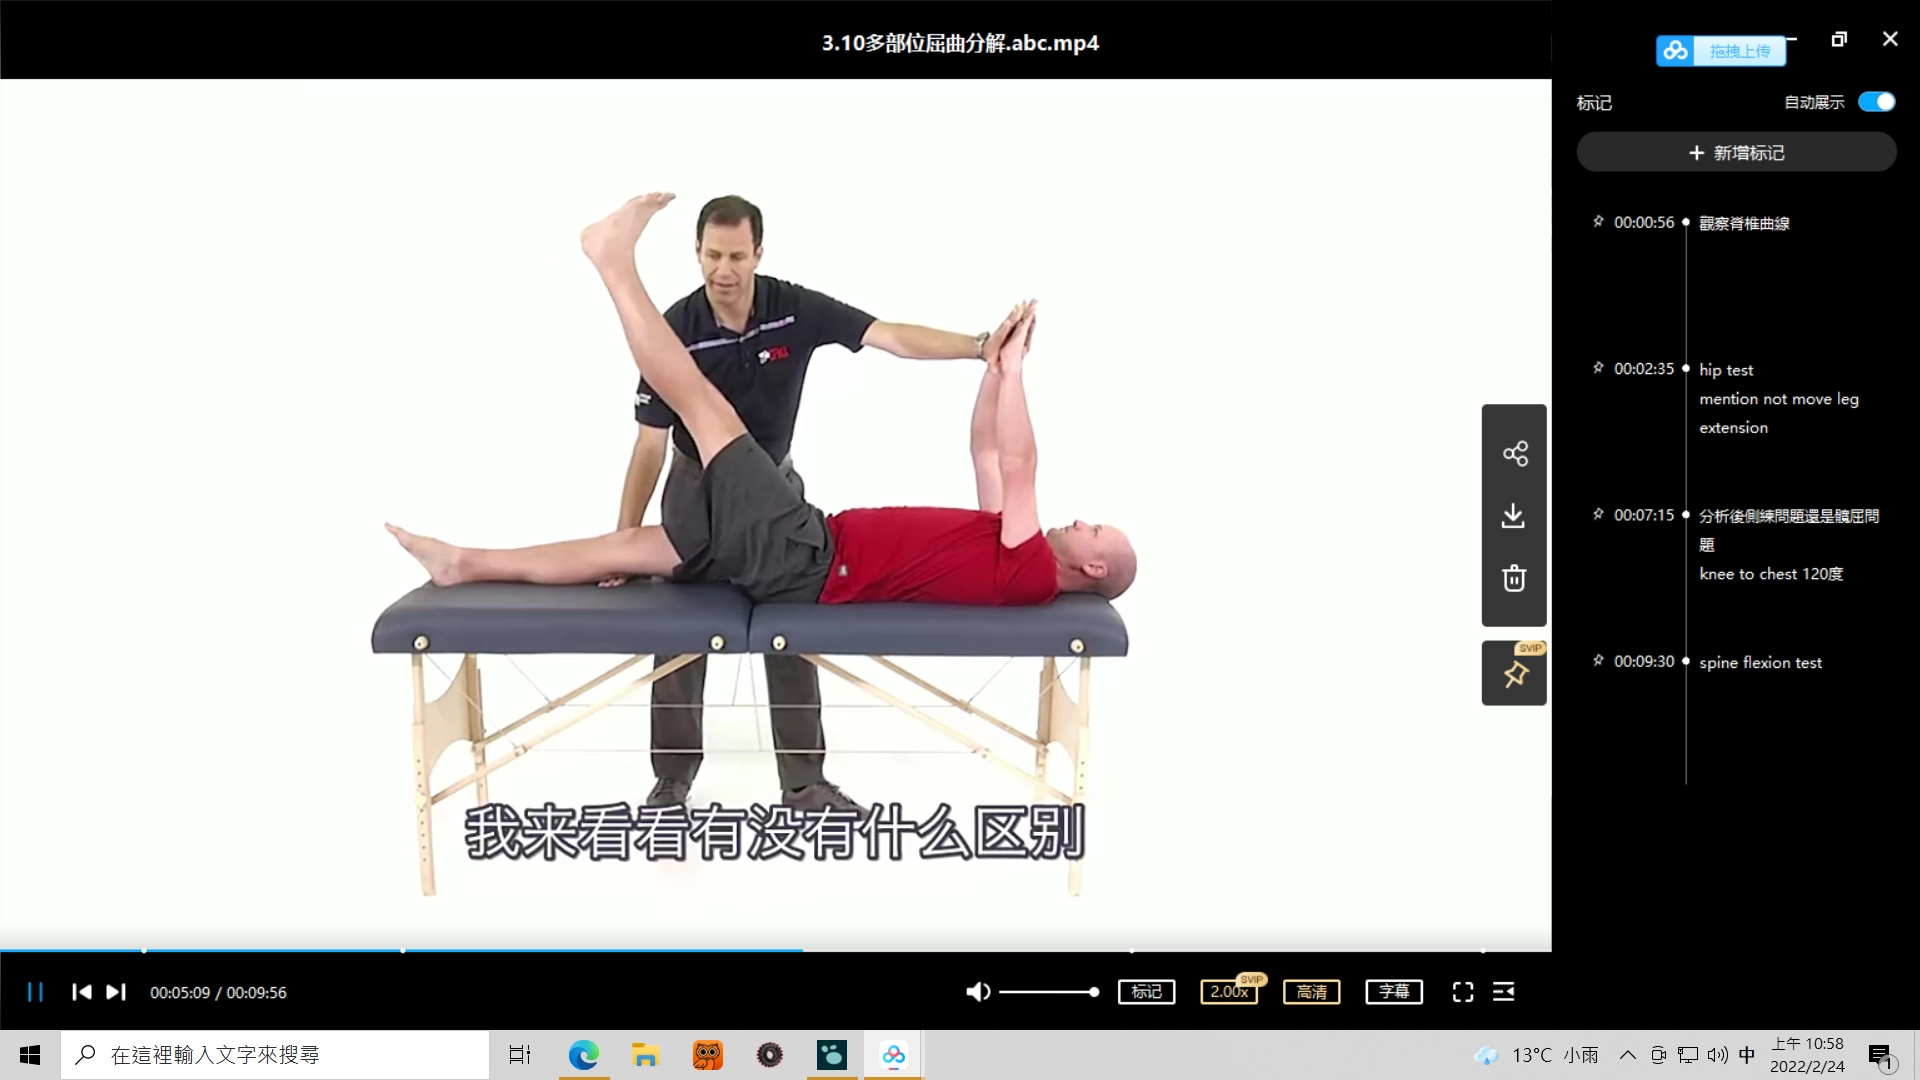 3.10多部位屈曲分解.abc.mp4
拖拽上传
标记
自动展示
新增标记
00:00:56
觀察脊椎曲線
00:02:35
hip test
mention not move leg
extension
00:07:15
分析後側練問題還是髖屈問
題
knee to chest 120度
00:09:30
spine flexion test
SVIP
我来看看有没有什么区别
00:05:09 / 00:09:56
标记
2.00x
SVIP
高清
字幕
在這裡輸入文字來搜尋
13°C 小雨
中
上午 10:58
2022/2/24
1